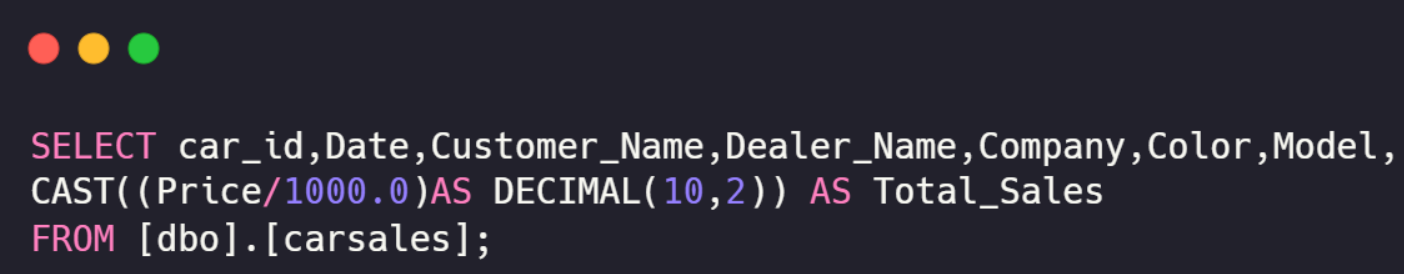 SELECT car_id,Date,Customer_Name,Dealer_Name,Company,Color,Model,
CAST((Price/1000.0)AS DECIMAL(10,2)) AS Total_Sales
FROM [dbo].[carsales];